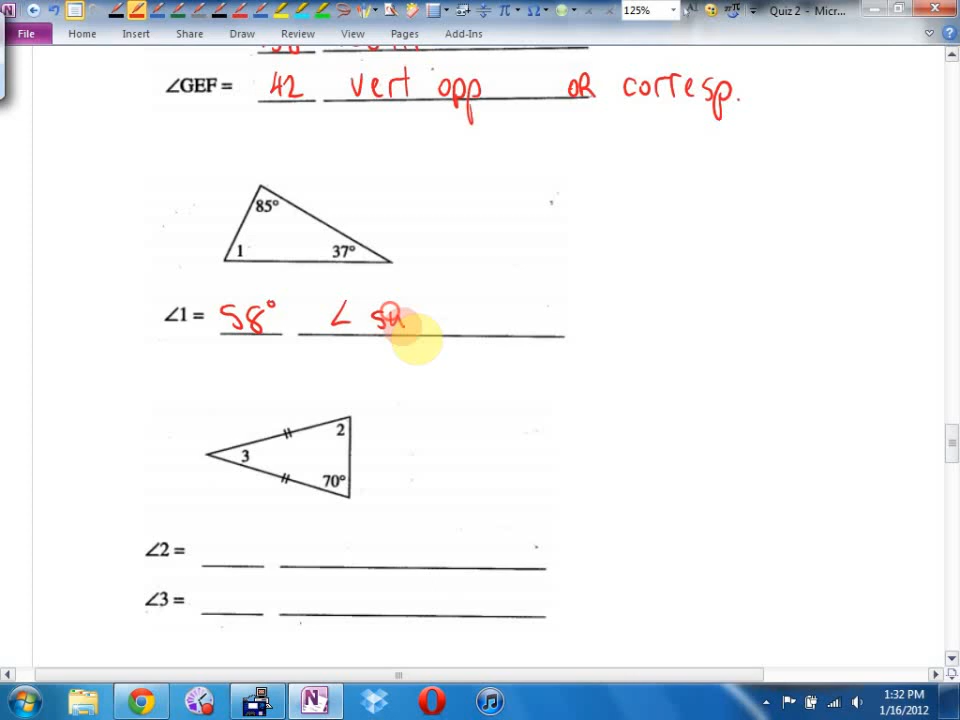 125% Quiz 2 - Micr...
File Home Insert Share Draw Review View Pages Add-Ins
∠GEF = 42 vert opp OR corresp.
85°
1 37°
∠1 = 58° ∠ su
2
3
70°
∠2 =
∠3 =
1:32 PM
1/16/2012